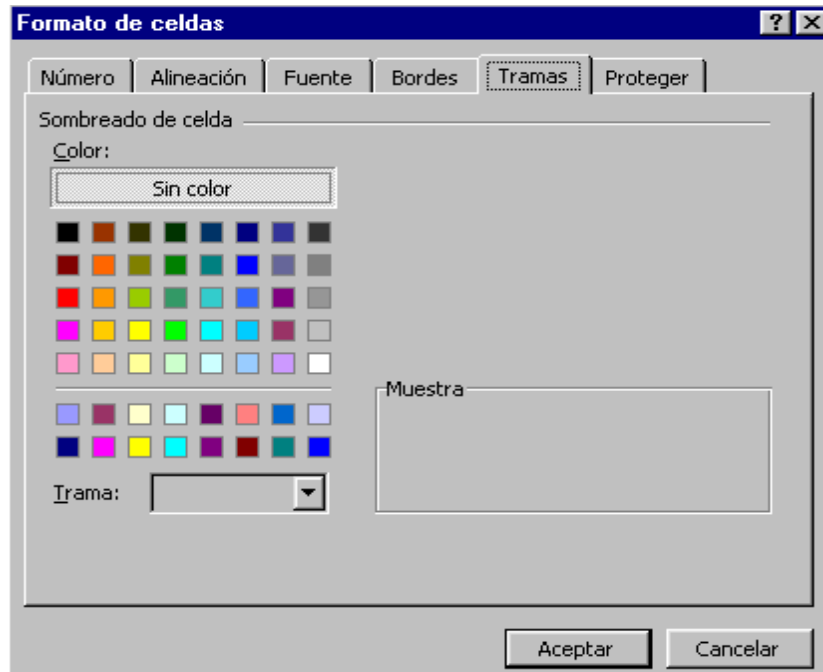 Formato de celdas
Número Alineación Fuente Bordes Tramas Proteger
Sombreado de celda
Color:
Sin color
Muestra
Trama:
Aceptar Cancelar